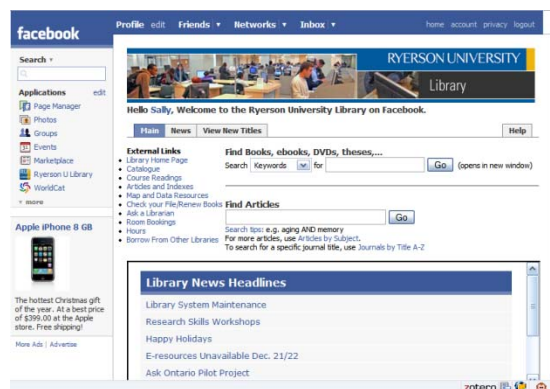 facebook
Profile edit Friends Networks Inbox home account privacy logout
Search
Applications edit
Page Manager
Photos
Groups
Events
Marketplace
Ryerson U Library
WorldCat
more
Apple iPhone 8 GB
The hottest Christmas gift
of the year. At a best price
of $399.00 at the Apple
store. Free shipping!
More Ads | Advertise
RYERSON UNIVERSITY
Library
Hello Sally, Welcome to the Ryerson University Library on Facebook.
Main News View New Titles Help
External Links
Library Home Page
Catalogue
Course Readings
Articles and Indexes
Map and Data Resources
Check your File/Renew Books
Ask a Librarian
Room Bookings
Hours
Borrow From Other Libraries
Find Books, ebooks, DVDs, theses,...
Search Keywords for Go (opens in new window)
Find Articles
Go
Search tips: e.g. aging AND memory
For more articles, use Articles by Subject.
To search for a specific journal title, use Journals by Title A-Z
Library News Headlines
Library System Maintenance
Research Skills Workshops
Happy Holidays
E-resources Unavailable Dec. 21/22
Ask Ontario Pilot Project
zotero